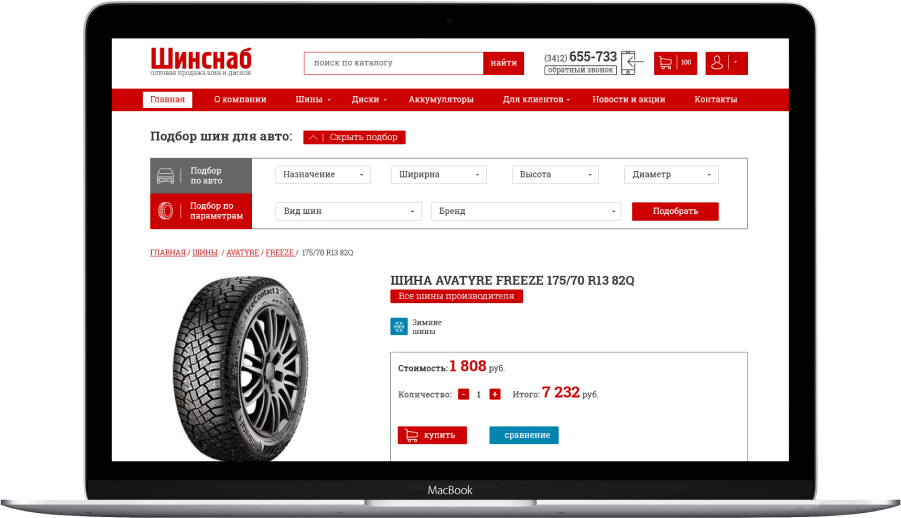 Шинснаб
оптовая продажа шин и дисков
поиск по каталогу
найти
(3412) 655-733
обратный звонок
100
Главная
О компании
Шины
Диски
Аккумуляторы
Для клиентов
Новости и акции
Контакты
Подбор шин для авто:
Скрыть подбор
Подбор
по авто
Назначение
Ширирна
Высота
Диаметр
Подбор по
параметрам
Вид шин
Бренд
Подобрать
ГЛАВНАЯ / ШИНЫ / AVATYRE / FREEZE / 175/70 R13 82Q
ШИНА AVATYRE FREEZE 175/70 R13 82Q
Все шины производителя
IceContact 2
Continental
Зимние
шины
Стоимость: 1 808 руб.
Количество: - 1 + Итого: 7 232 руб.
купить
сравнение
MacBook